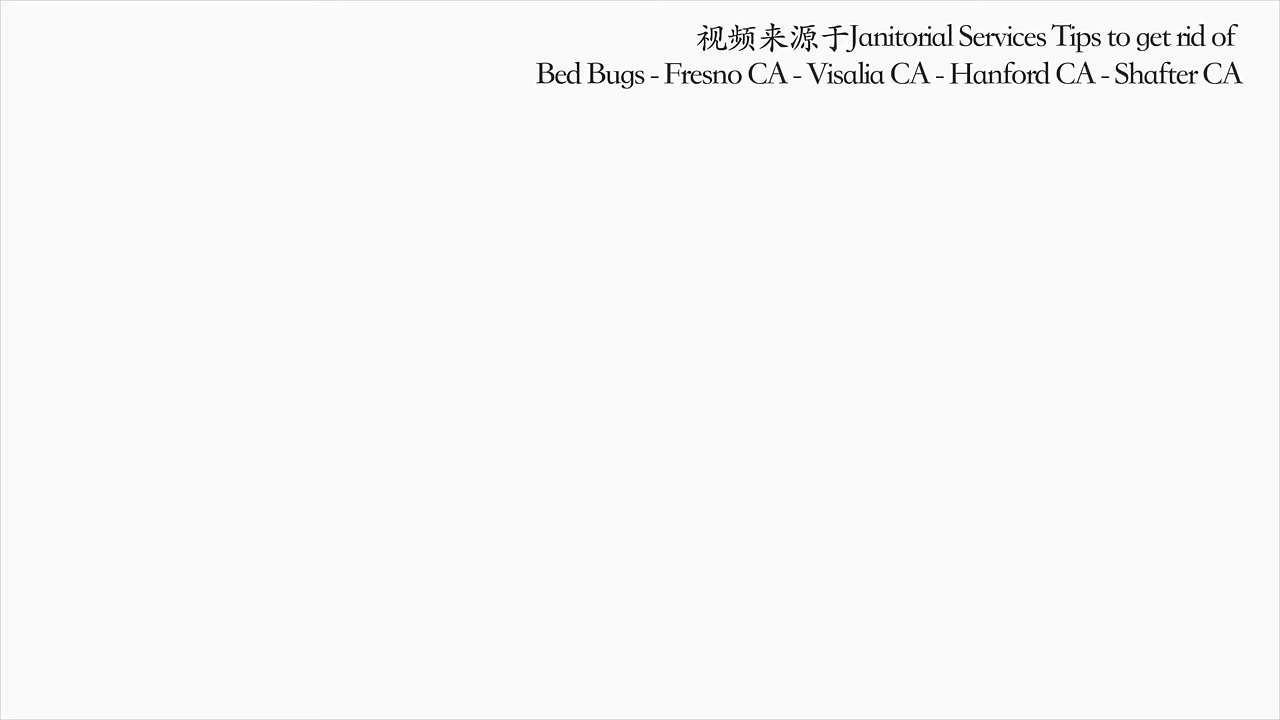 视频来源于Janitorial Services Tips to get rid of
Bed Bugs - Fresno CA - Visalia CA - Hanford CA - Shafter CA